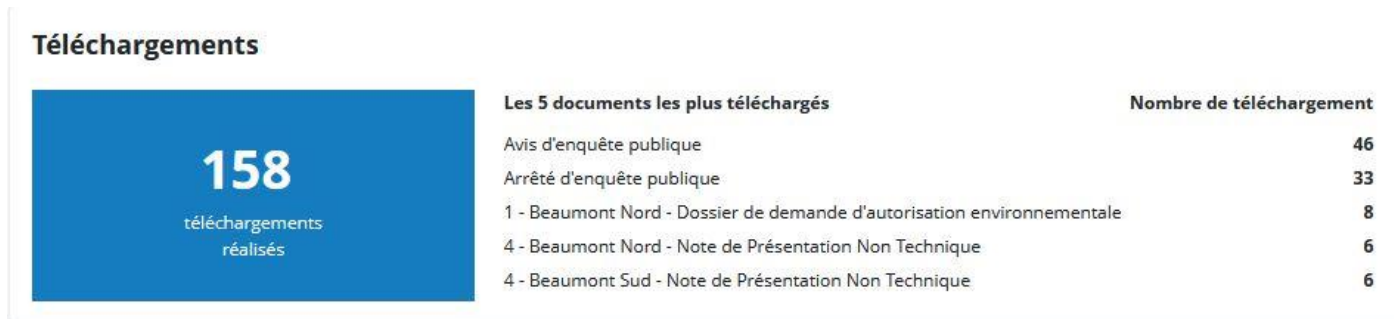 Téléchargements
158
téléchargements
réalisés
Les 5 documents les plus téléchargés Nombre de téléchargement
Avis d'enquête publique 46
Arrêté d'enquête publique 33
1 - Beaumont Nord - Dossier de demande d'autorisation environnementale 8
4 - Beaumont Nord - Note de Présentation Non Technique 6
4 - Beaumont Sud - Note de Présentation Non Technique 6